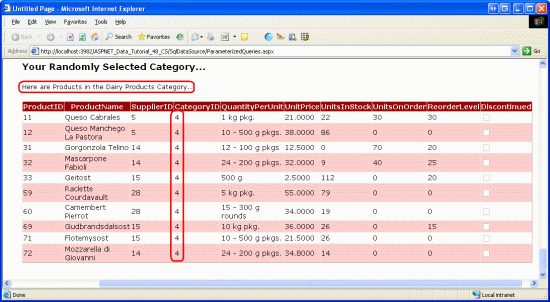 Untitled Page - Microsoft Internet Explorer
File Edit View Favorites Tools Help
Back Search Favorites
Address http://localhost:3982/ASPNET_Data_Tutorial_48_CS/SqlDataSource/ParameterizedQueries.aspx Go
Your Randomly Selected Category...
Here are Products in the Dairy Products Category...
ProductID ProductName SupplierID CategoryID QuantityPerUnit UnitPrice UnitsInStock UnitsOnOrder ReorderLevel Discontinued
11 Queso Cabrales 5 4 1 kg pkg. 21.0000 22 30 30
12 Queso Manchego La Pastora 5 4 10 - 500 g pkgs. 38.0000 86 0 0
31 Gorgonzola Telino 14 4 12 - 100 g pkgs 12.5000 0 70 20
32 Mascarpone Fabioli 14 4 24 - 200 g pkgs. 32.0000 9 40 25
33 Geitost 15 4 500 g 2.5000 112 0 20
59 Raclette Courdavault 28 4 5 kg pkg. 55.0000 79 0 0
60 Camembert Pierrot 28 4 15 - 300 g rounds 34.0000 19 0 0
69 Gudbrandsdalsost 15 4 10 kg pkg. 36.0000 26 0 15
71 Flotemysost 15 4 10 - 500 g pkgs. 21.5000 26 0 0
72 Mozzarella di Giovanni 14 4 24 - 200 g pkgs. 34.8000 14 0 0
Done Local intranet